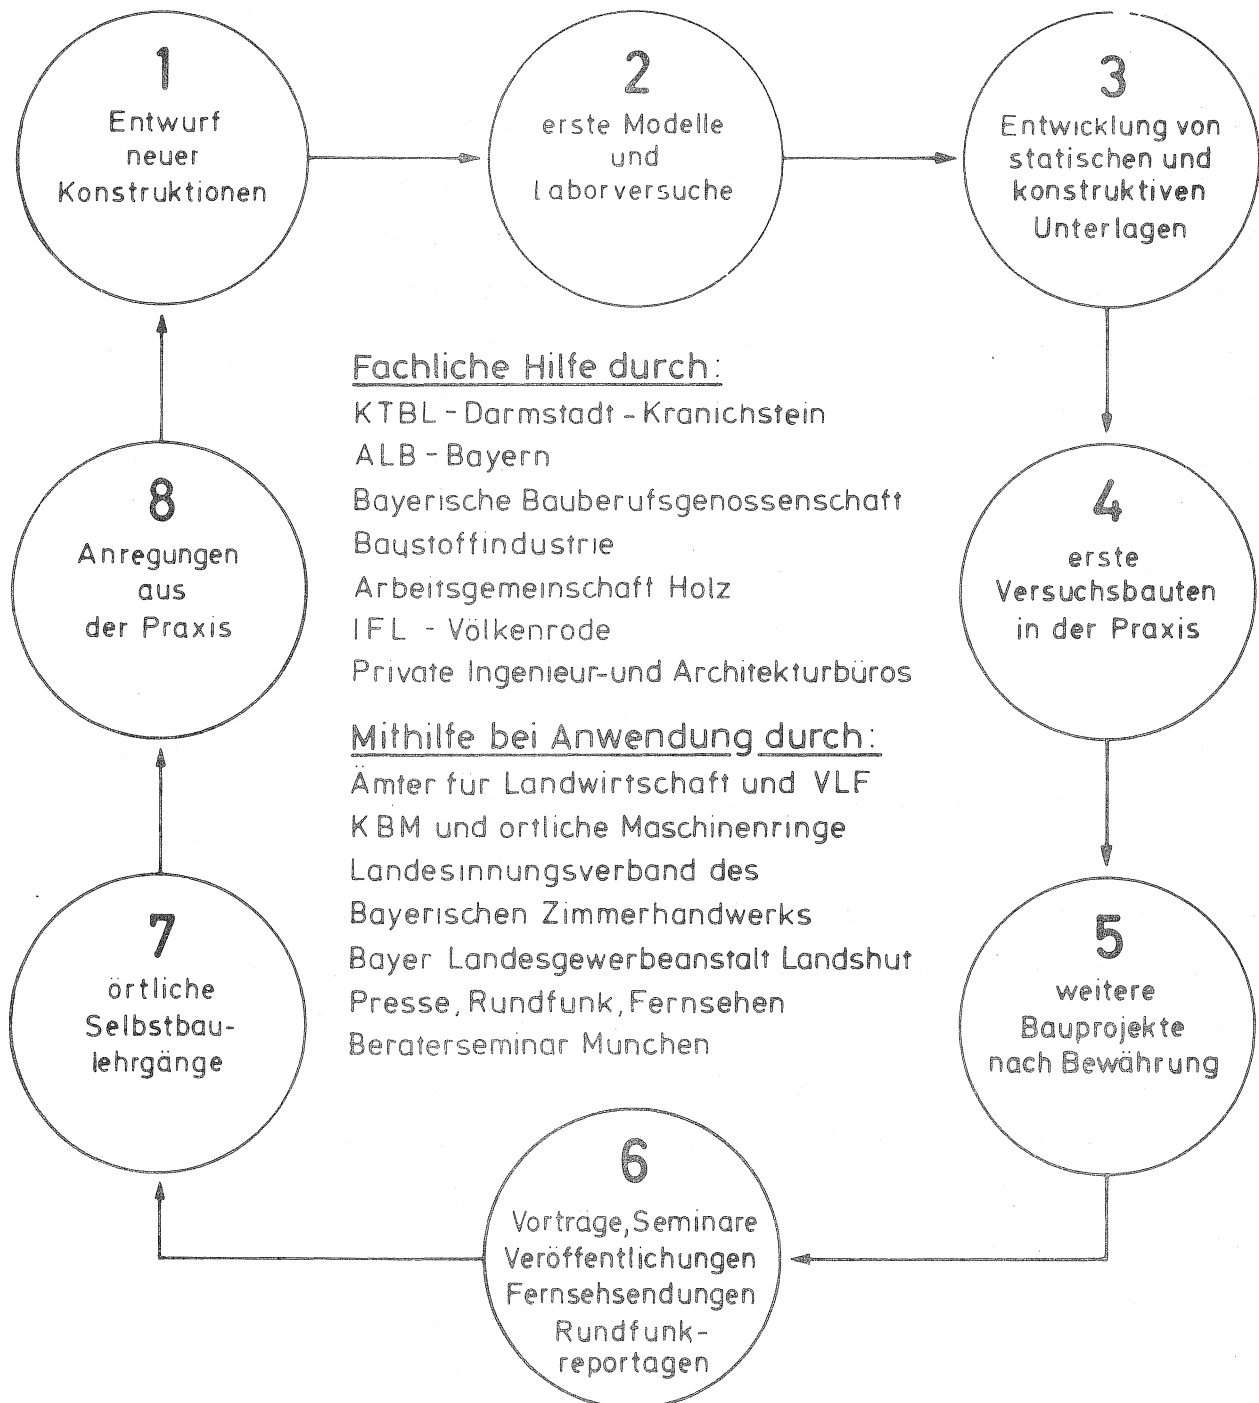 1
Entwurf
neuer
Konstruktionen
2
erste Modelle
und
Laborversuche
3
Entwicklung von
statischen und
konstruktiven
Unterlagen
Fachliche Hilfe durch:
KTBL - Darmstadt - Kranichstein
ALB - Bayern
Bayerische Bauberufsgenossenschaft
Baustoffindustrie
Arbeitsgemeinschaft Holz
IFL - Völkenrode
Private Ingenieur-und Architekturbüros
Mithilfe bei Anwendung durch:
Ämter für Landwirtschaft und VLF
KBM und ortliche Maschinenringe
Landesinnungsverband des
Bayerischen Zimmerhandwerks
Bayer Landesgewerbeanstalt Landshut
Presse, Rundfunk, Fernsehen
Beraterseminar Munchen
4
erste
Versuchsbauten
in der Praxis
5
weitere
Bauprojekte
nach Bewährung
6
Vortrage, Seminare
Veröffentlichungen
Fernsehsendungen
Rundfunk-
reportagen
7
örtliche
Selbstbau-
lehrgänge
8
Anregungen
aus
der Praxis